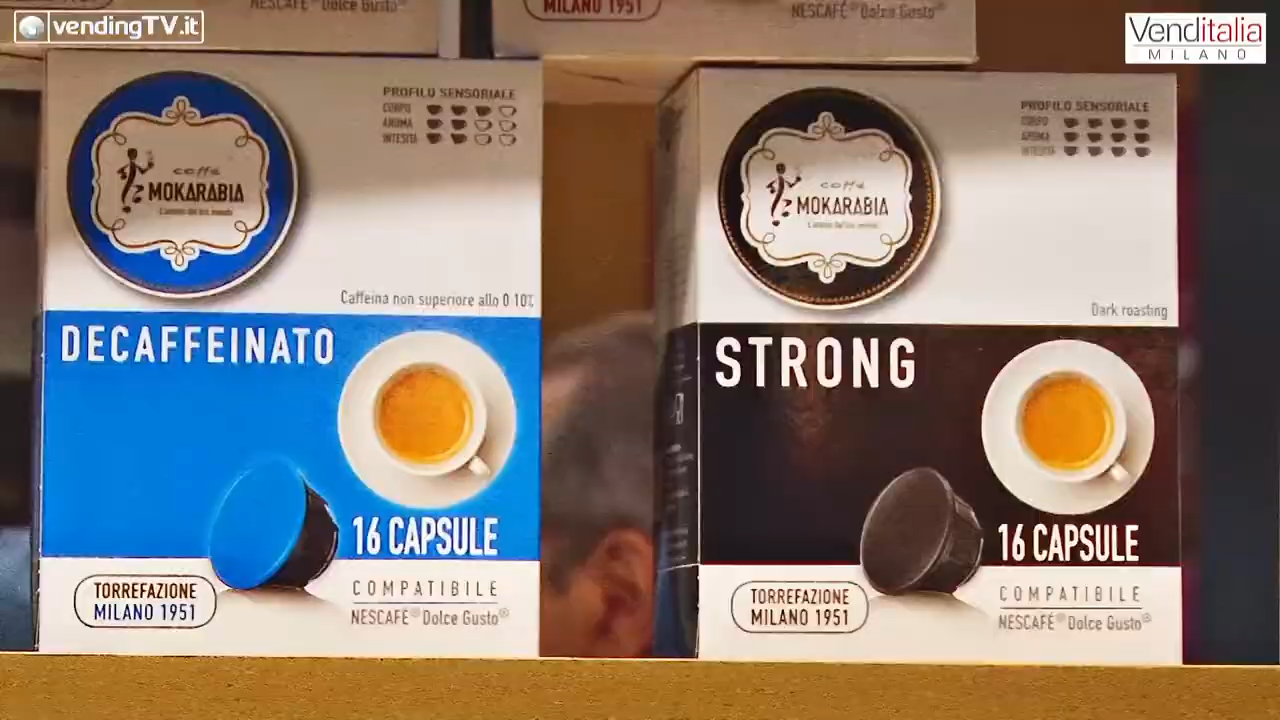 vendingTV.it
NESCAFÉ® Dolce Gusto®
MILANO 1951
NESCAFÉ® Dolce Gusto®
Venditalia
MILANO
PROFILO SENSORIALE
CORPO
AROMA
INTESITÀ
caffè
MOKARABIA
Caffeina non superiore allo 0 10%
DECAFFEINATO
16 CAPSULE
TORREFAZIONE
MILANO 1951
COMPATIBILE
NESCAFÉ® Dolce Gusto®
PROFILO SENSORIALE
CORPO
AROMA
INTESITÀ
caffè
MOKARABIA
Dark roasting
STRONG
16 CAPSULE
TORREFAZIONE
MILANO 1951
COMPATIBILE
NESCAFÉ® Dolce Gusto®